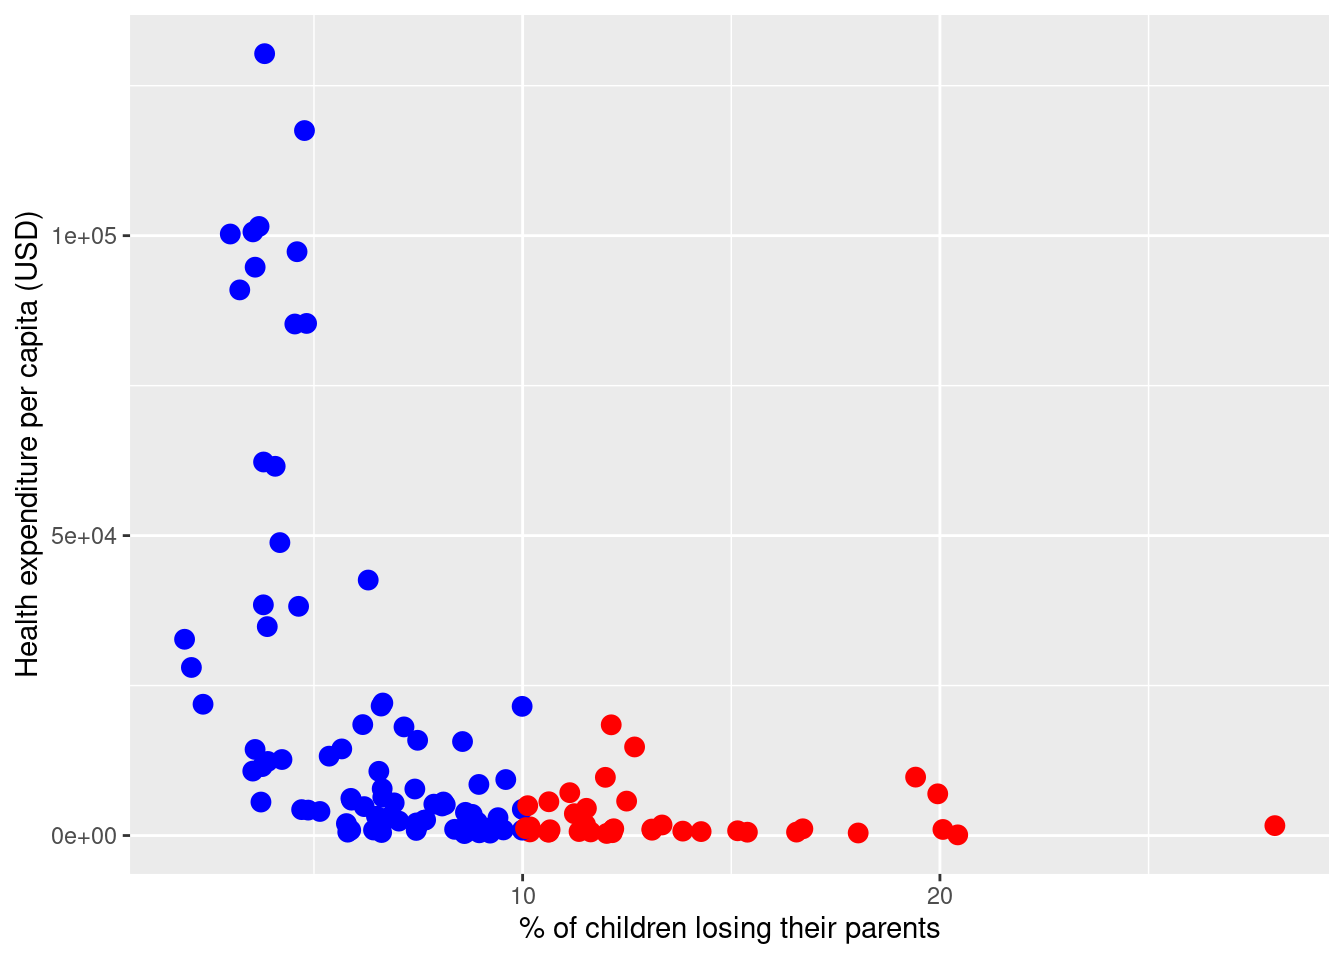 Health expenditure per capita (USD)
1e+05
5e+04
0e+00
10
20
% of children losing their parents